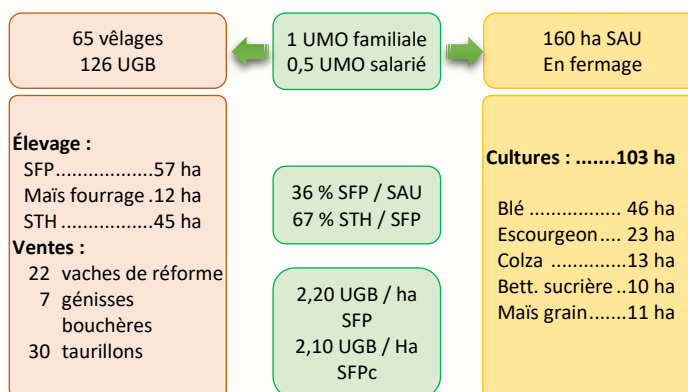 65 vêlages
126 UGB
1 UMO familiale
0,5 UMO salarié
160 ha SAU
En fermage
Élevage :
SFP..................57 ha
Maïs fourrage .12 ha
STH .................45 ha
Ventes :
22 vaches de réforme
7 génisses
bouchères
30 taurillons
36 % SFP / SAU
67 % STH / SFP
2,20 UGB / ha
SFP
2,10 UGB / Ha
SFPc
Cultures : .......103 ha
Blé ................. 46 ha
Escourgeon.... 23 ha
Colza .............13 ha
Bett. sucrière ..10 ha
Maïs grain......11 ha